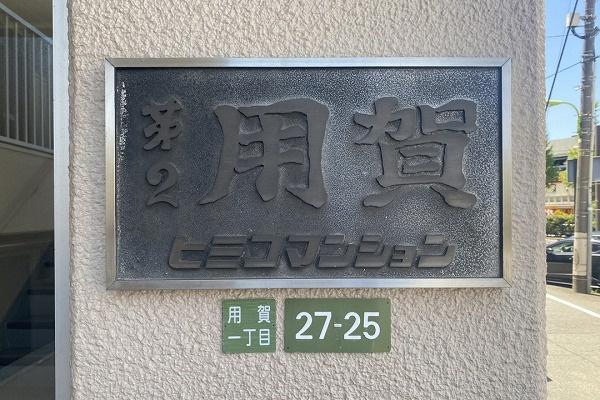 第2 用賀
ヒミコマンション
用賀
一丁目
27-25